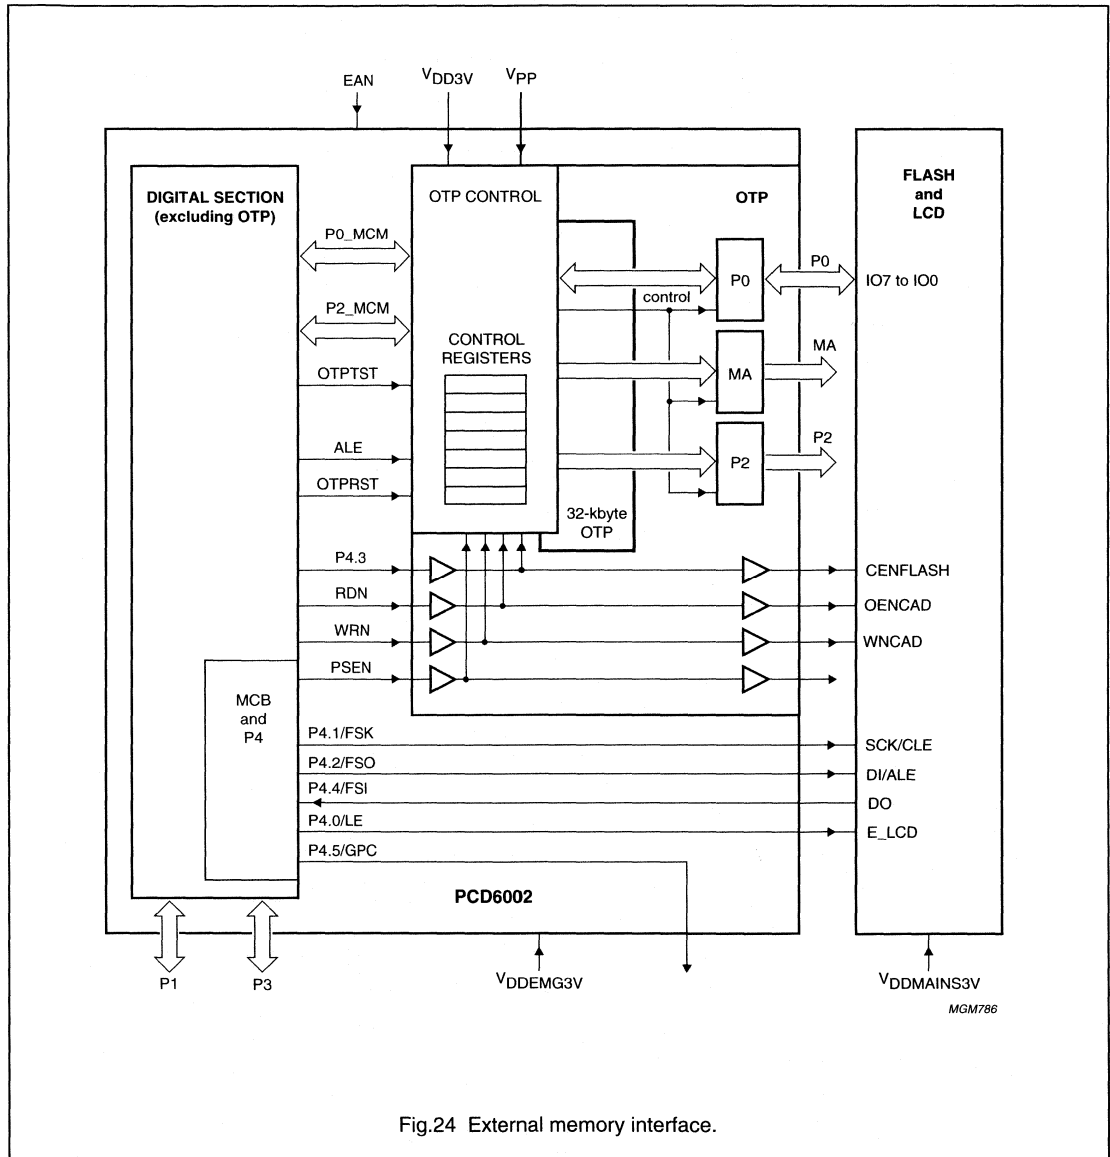 EAN
VDD3V
VPP
DIGITAL SECTION
(excluding OTP)
OTP CONTROL
OTP
FLASH
and
LCD
P0_MCM
P0
P0
IO7 to IO0
control
P2_MCM
CONTROL
REGISTERS
MA
MA
OTPTST
P2
P2
ALE
OTPRST
32-kbyte
OTP
P4.3
CENFLASH
RDN
OENCAD
WRN
WNCAD
PSEN
MCB
and
P4
P4.1/FSK
SCK/CLE
P4.2/FSO
DI/ALE
P4.4/FSI
DO
P4.0/LE
E_LCD
P4.5/GPC
PCD6002
P1
P3
VDDEMG3V
VDDMAINS3V
MGM786
Fig.24 External memory interface.